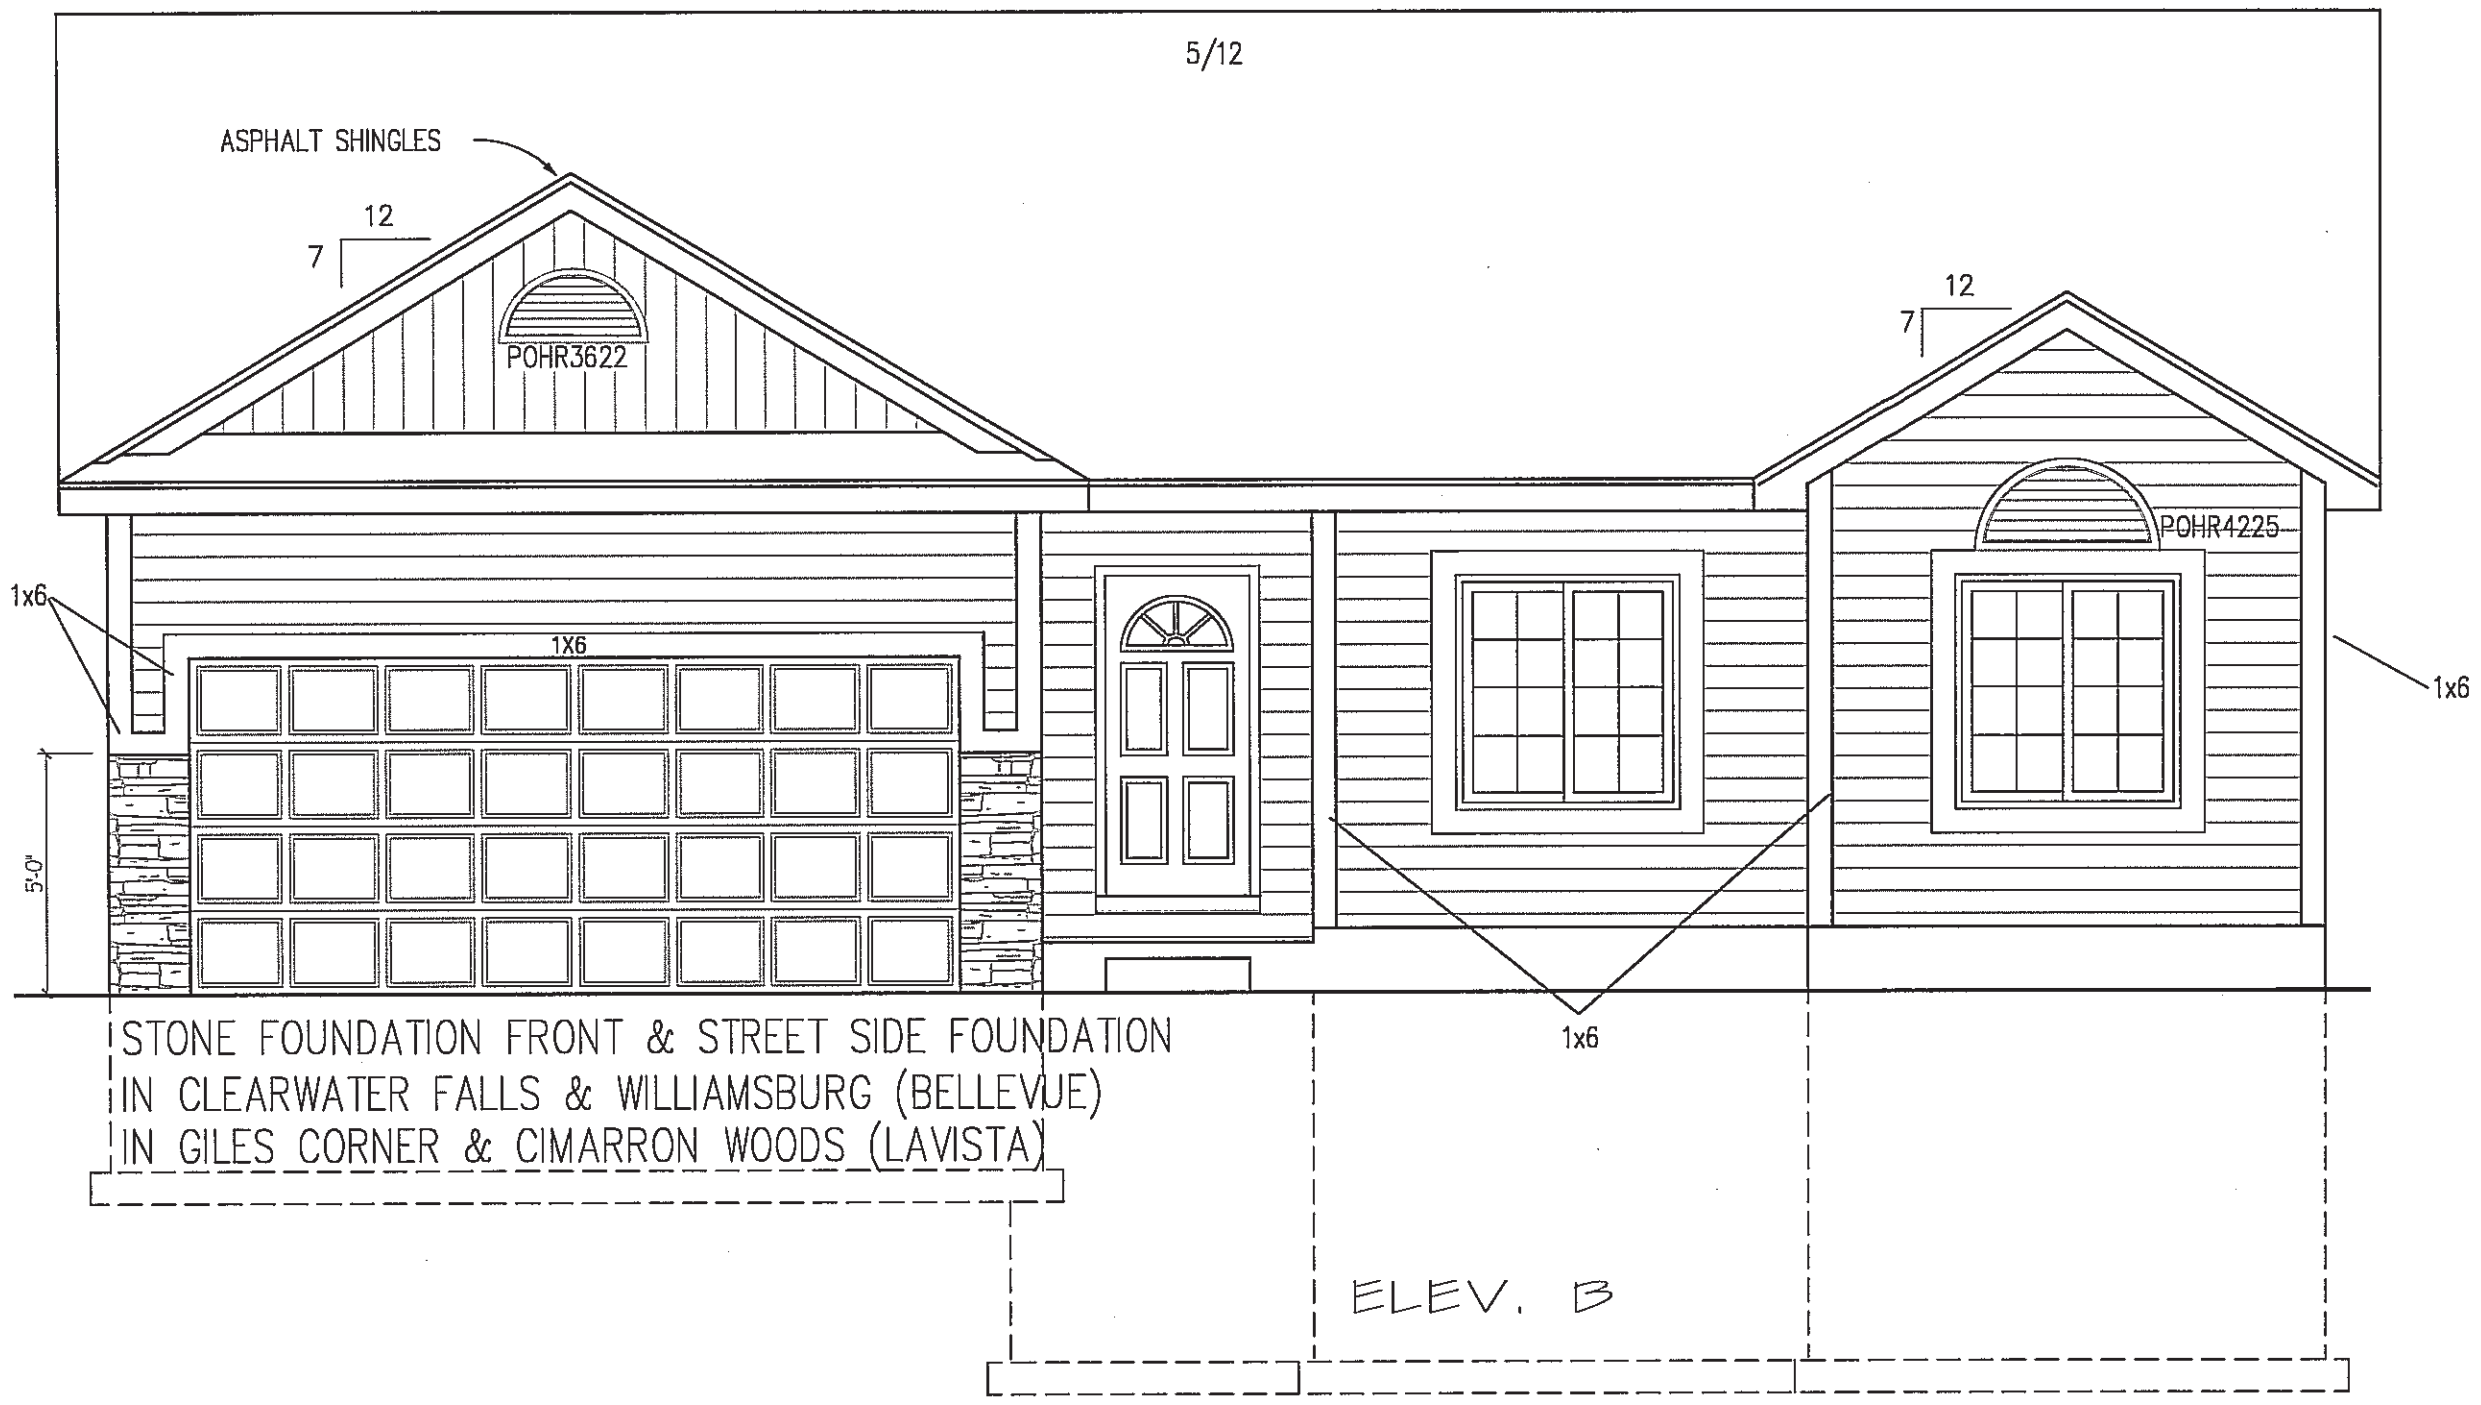 5/12
ASPHALT SHINGLES
12
7
12
7
POHR3622
POHR4225
1x6
1X6
1x6
5'-0"
1x6
STONE FOUNDATION FRONT & STREET SIDE FOUNDATION
IN CLEARWATER FALLS & WILLIAMSBURG (BELLEVUE)
IN GILES CORNER & CIMARRON WOODS (LAVISTA)
ELEV. B